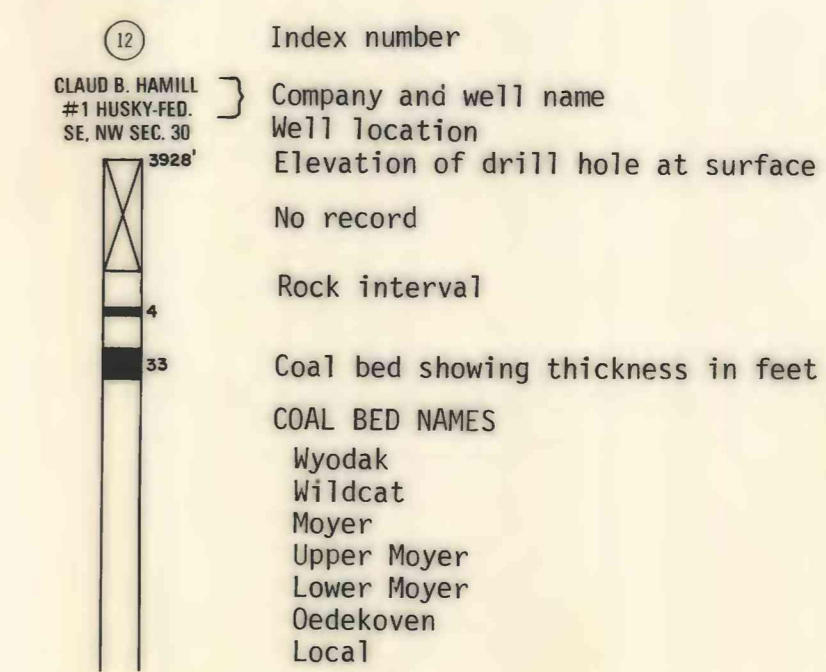 12 Index number
CLAUD B. HAMILL
#1 HUSKY-FED. } Company and well name
SE, NW SEC. 30 Well location
3928' Elevation of drill hole at surface
No record
Rock interval
4
33 Coal bed showing thickness in feet
COAL BED NAMES
Wyodak
Wildcat
Moyer
Upper Moyer
Lower Moyer
Oedekoven
Local